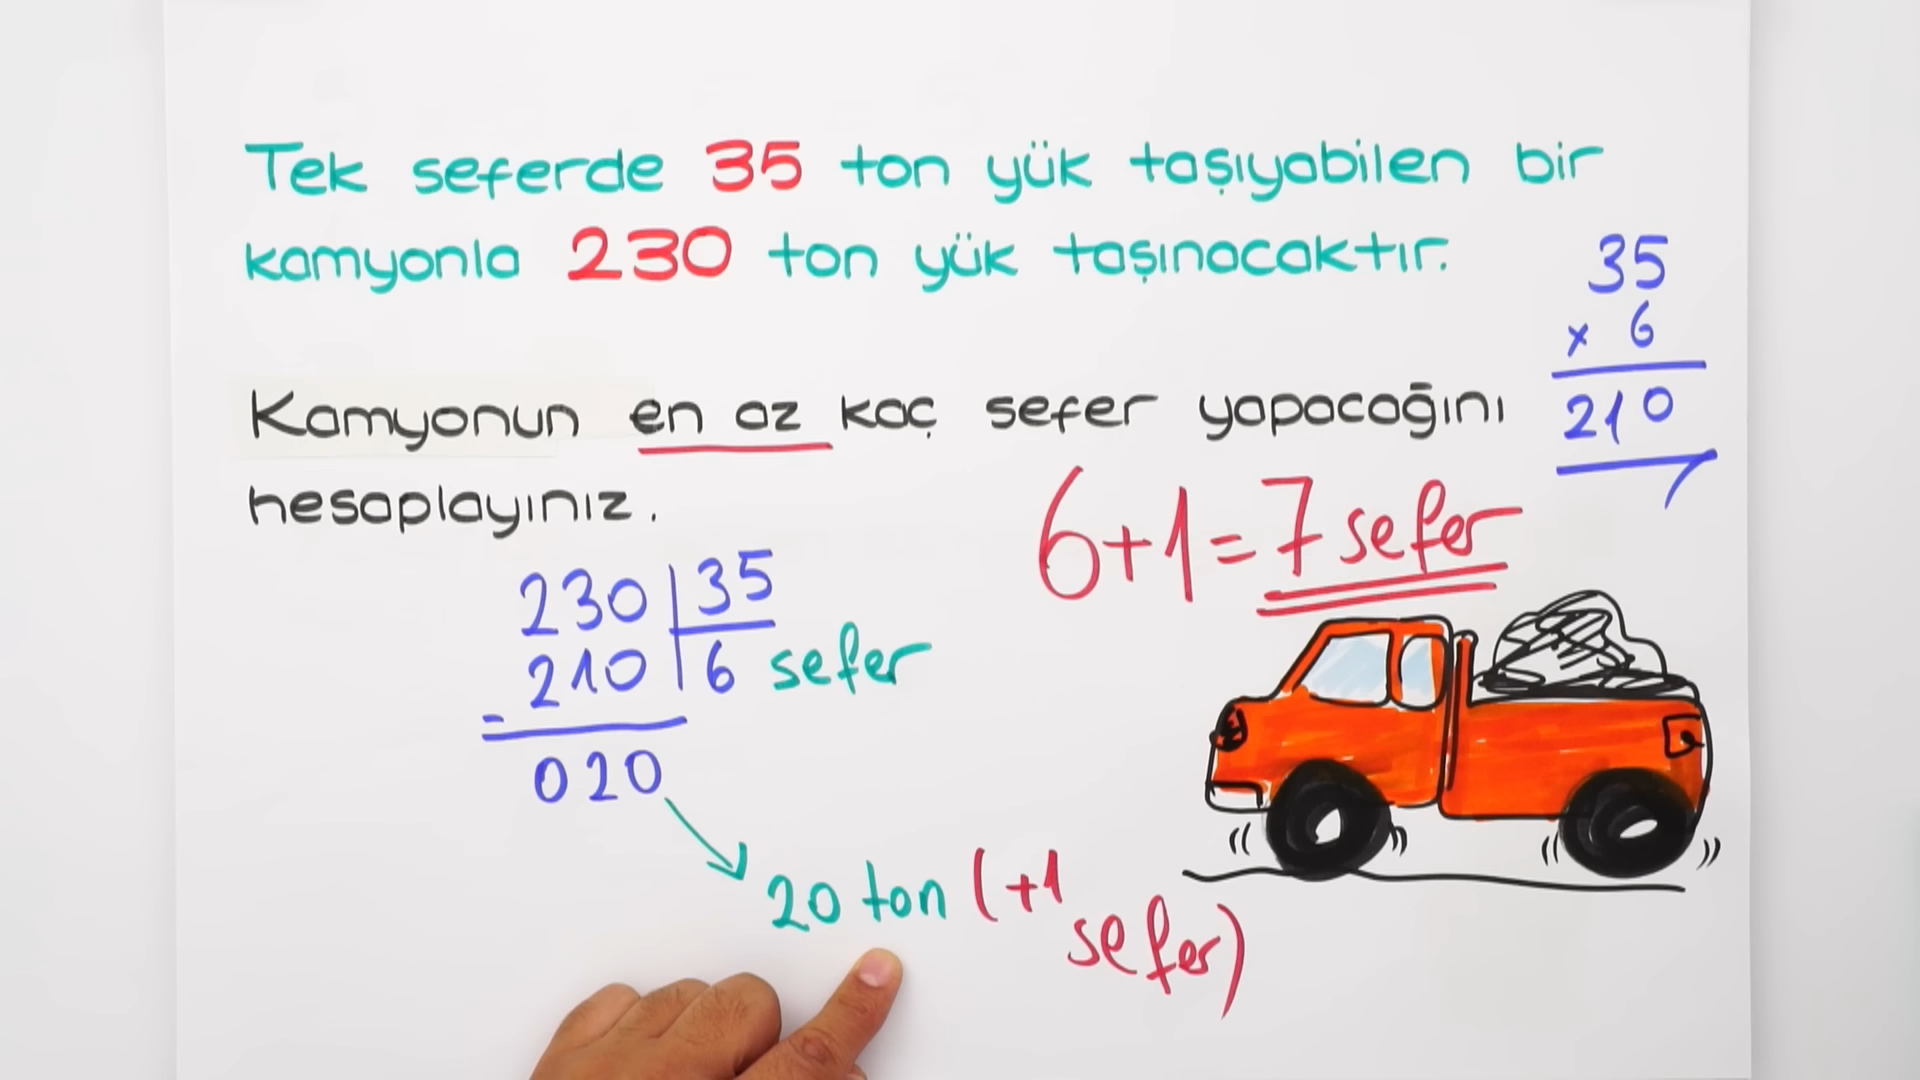 Tek seferde 35 ton yük taşıyabilen bir
kamyonla 230 ton yük taşınacaktır.
Kamyonun en az kaç sefer yapacağını
hesaplayınız.
35
x 6
210
6+1=7 sefer
230 | 35
- 210 | 6 sefer
020
20 ton (+1
sefer)